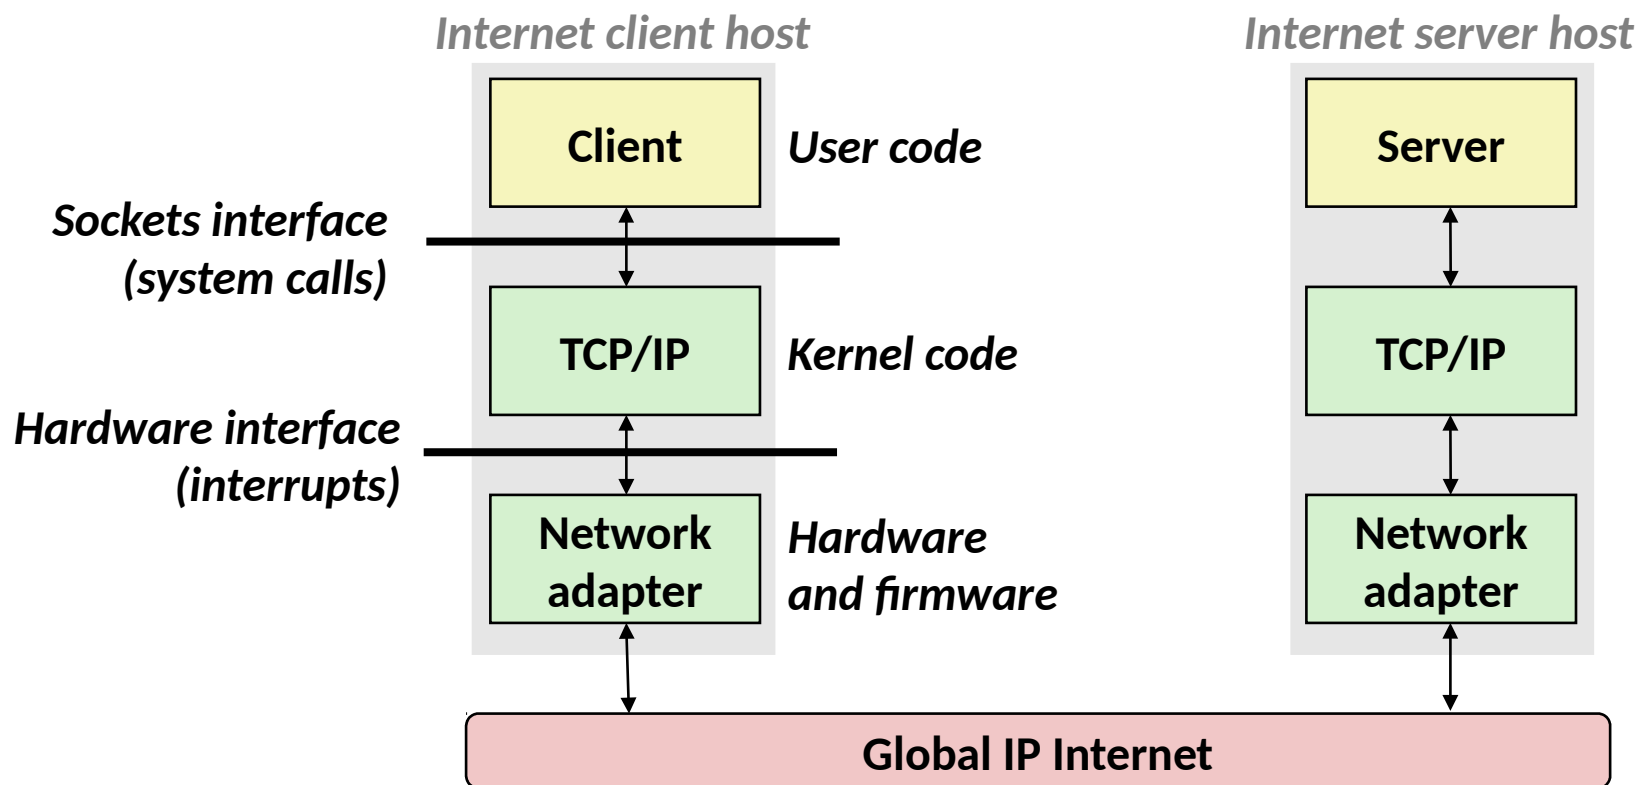 Internet client host
Internet server host
Client
User code
Server
Sockets interface
(system calls)
TCP/IP
Kernel code
TCP/IP
Hardware interface
(interrupts)
Network
adapter
Hardware
and firmware
Network
adapter
Global IP Internet